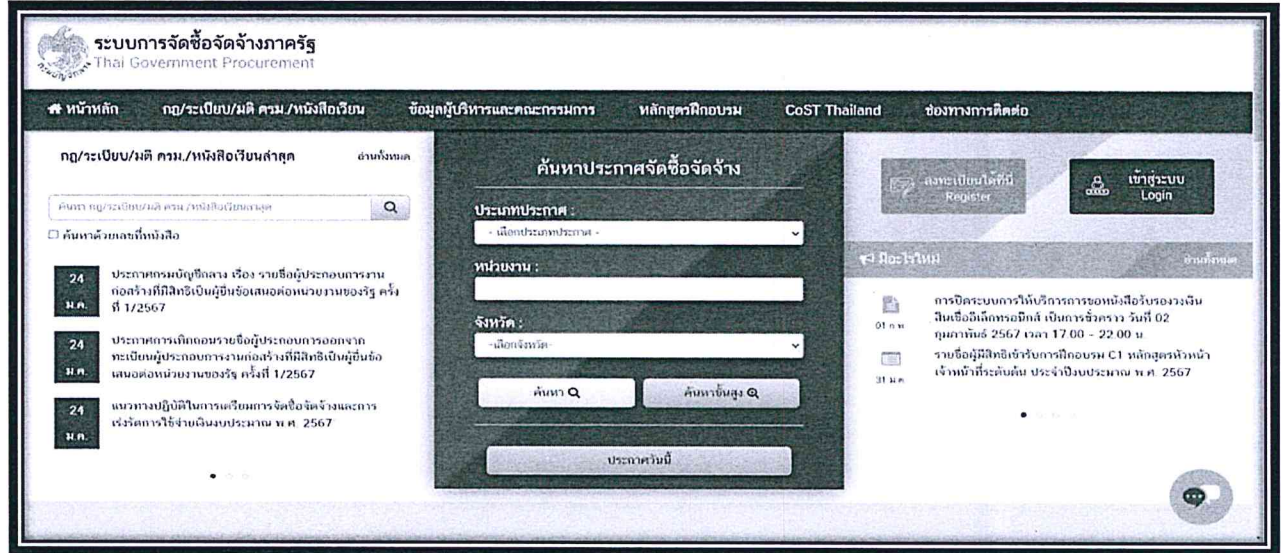 ระบบการจัดซื้อจัดจ้างภาครัฐ
Thai Government Procurement
หน้าหลัก
กฎ/ระเบียบ/มติ ครม./หนังสือเวียน
ข้อมูลผู้บริหารและคณะกรรมการ
หลักสูตรฝึกอบรม
CoST Thailand
ช่องทางการติดต่อ
กฎ/ระเบียบ/มติ ครม./หนังสือเวียนล่าสุด
อ่านทั้งหมด
ค้นหา กฎ/ระเบียบ/มติ ครม./หนังสือเวียนล่าสุด
ค้นหาด้วยเลขที่หนังสือ
24
ม.ค.
ประกาศกรมบัญชีกลาง เรื่อง รายชื่อผู้ประกอบการงาน
ก่อสร้างที่มีสิทธิเป็นผู้ยื่นข้อเสนอต่อหน่วยงานของรัฐ ครั้ง
ที่ 1/2567
24
ม.ค.
ประกาศการเพิกถอนรายชื่อผู้ประกอบการออกจาก
ทะเบียนผู้ประกอบการงานก่อสร้างที่มีสิทธิเป็นผู้ยื่นข้อ
เสนอต่อหน่วยงานของรัฐ ครั้งที่ 1/2567
24
ม.ค.
แนวทางปฏิบัติในการเตรียมการจัดซื้อจัดจ้างและการ
เร่งรัดการใช้จ่ายเงินงบประมาณ พ.ศ. 2567
ค้นหาประกาศจัดซื้อจัดจ้าง
ประเภทประกาศ :
- เลือกประเภทประกาศ -
หน่วยงาน :
จังหวัด :
-เลือกจังหวัด-
ค้นหา
ค้นหาขั้นสูง
ประกาศวันนี้
ลงทะเบียนได้ที่นี่
Register
เข้าสู่ระบบ
Login
มีอะไรใหม่
อ่านทั้งหมด
01 ก.พ.
การปิดระบบการให้บริการการขอหนังสือรับรองวงเงิน
สินเชื่ออิเล็กทรอนิกส์ เป็นการชั่วคราว วันที่ 02
กุมภาพันธ์ 2567 เวลา 17.00 - 22.00 น.
31 ม.ค.
รายชื่อผู้มีสิทธิเข้ารับการฝึกอบรม C1 หลักสูตรหัวหน้า
เจ้าหน้าที่ระดับต้น ประจำปีงบประมาณ พ.ศ. 2567